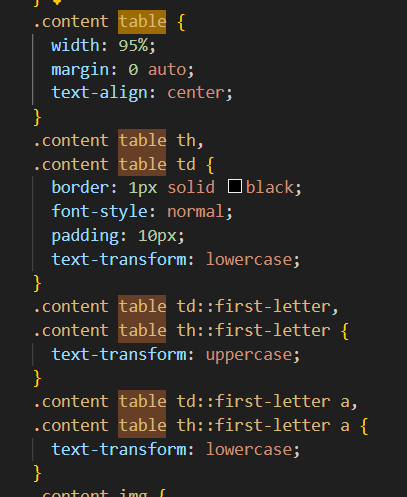 }
.content table {
width: 95%;
margin: 0 auto;
text-align: center;
}
.content table th,
.content table td {
border: 1px solid black;
font-style: normal;
padding: 10px;
text-transform: lowercase;
}
.content table td::first-letter,
.content table th::first-letter {
text-transform: uppercase;
}
.content table td::first-letter a,
.content table th::first-letter a {
text-transform: lowercase;
}
.content img {